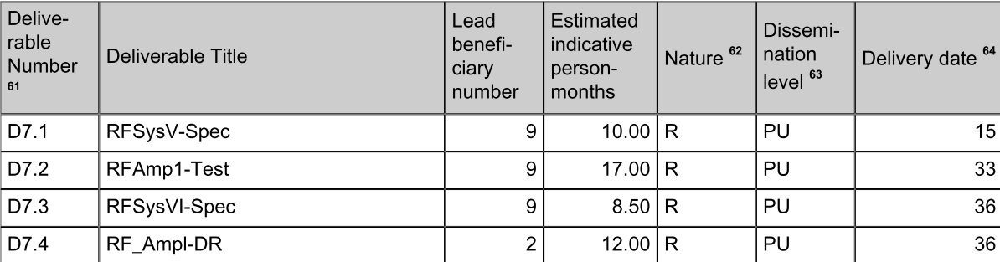 Delive-
rable
Number
61
Deliverable Title
Lead
benefi-
ciary
number
Estimated
indicative
person-
months
Nature 62
Dissemi-
nation
level 63
Delivery date 64
D7.1 RFSysV-Spec 9 10.00 R PU 15
D7.2 RFAmp1-Test 9 17.00 R PU 33
D7.3 RFSysVI-Spec 9 8.50 R PU 36
D7.4 RF_Ampl-DR 2 12.00 R PU 36